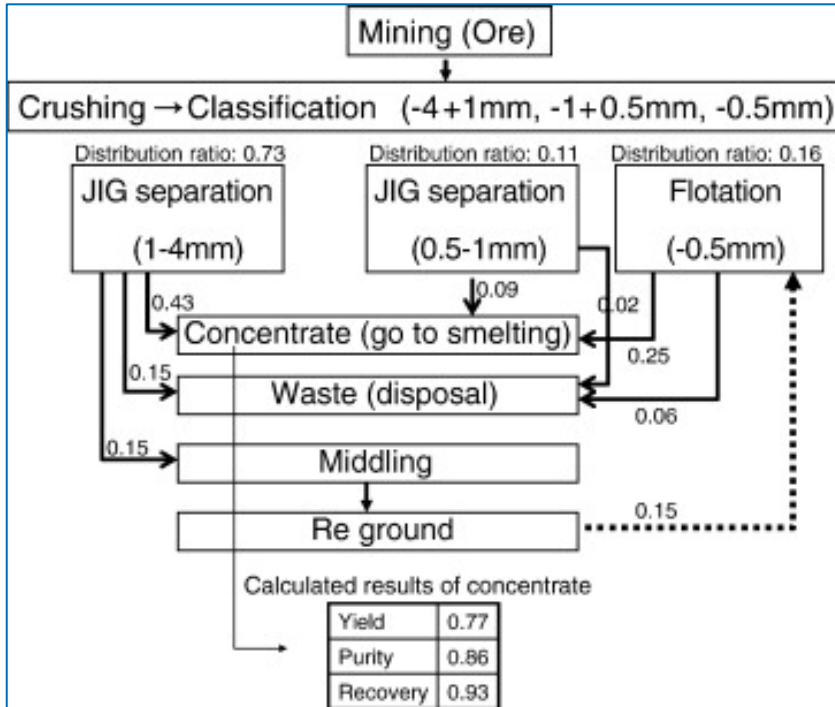 Mining (Ore)
Crushing → Classification (-4+1mm, -1+0.5mm, -0.5mm)
Distribution ratio: 0.73
Distribution ratio: 0.11
Distribution ratio: 0.16
JIG separation
(1-4mm)
JIG separation
(0.5-1mm)
Flotation
(-0.5mm)
0.43
0.09
0.02
Concentrate (go to smelting)
0.25
0.15
Waste (disposal)
0.06
0.15
Middling
Re ground
0.15
Calculated results of concentrate
Yield 0.77
Purity 0.86
Recovery 0.93